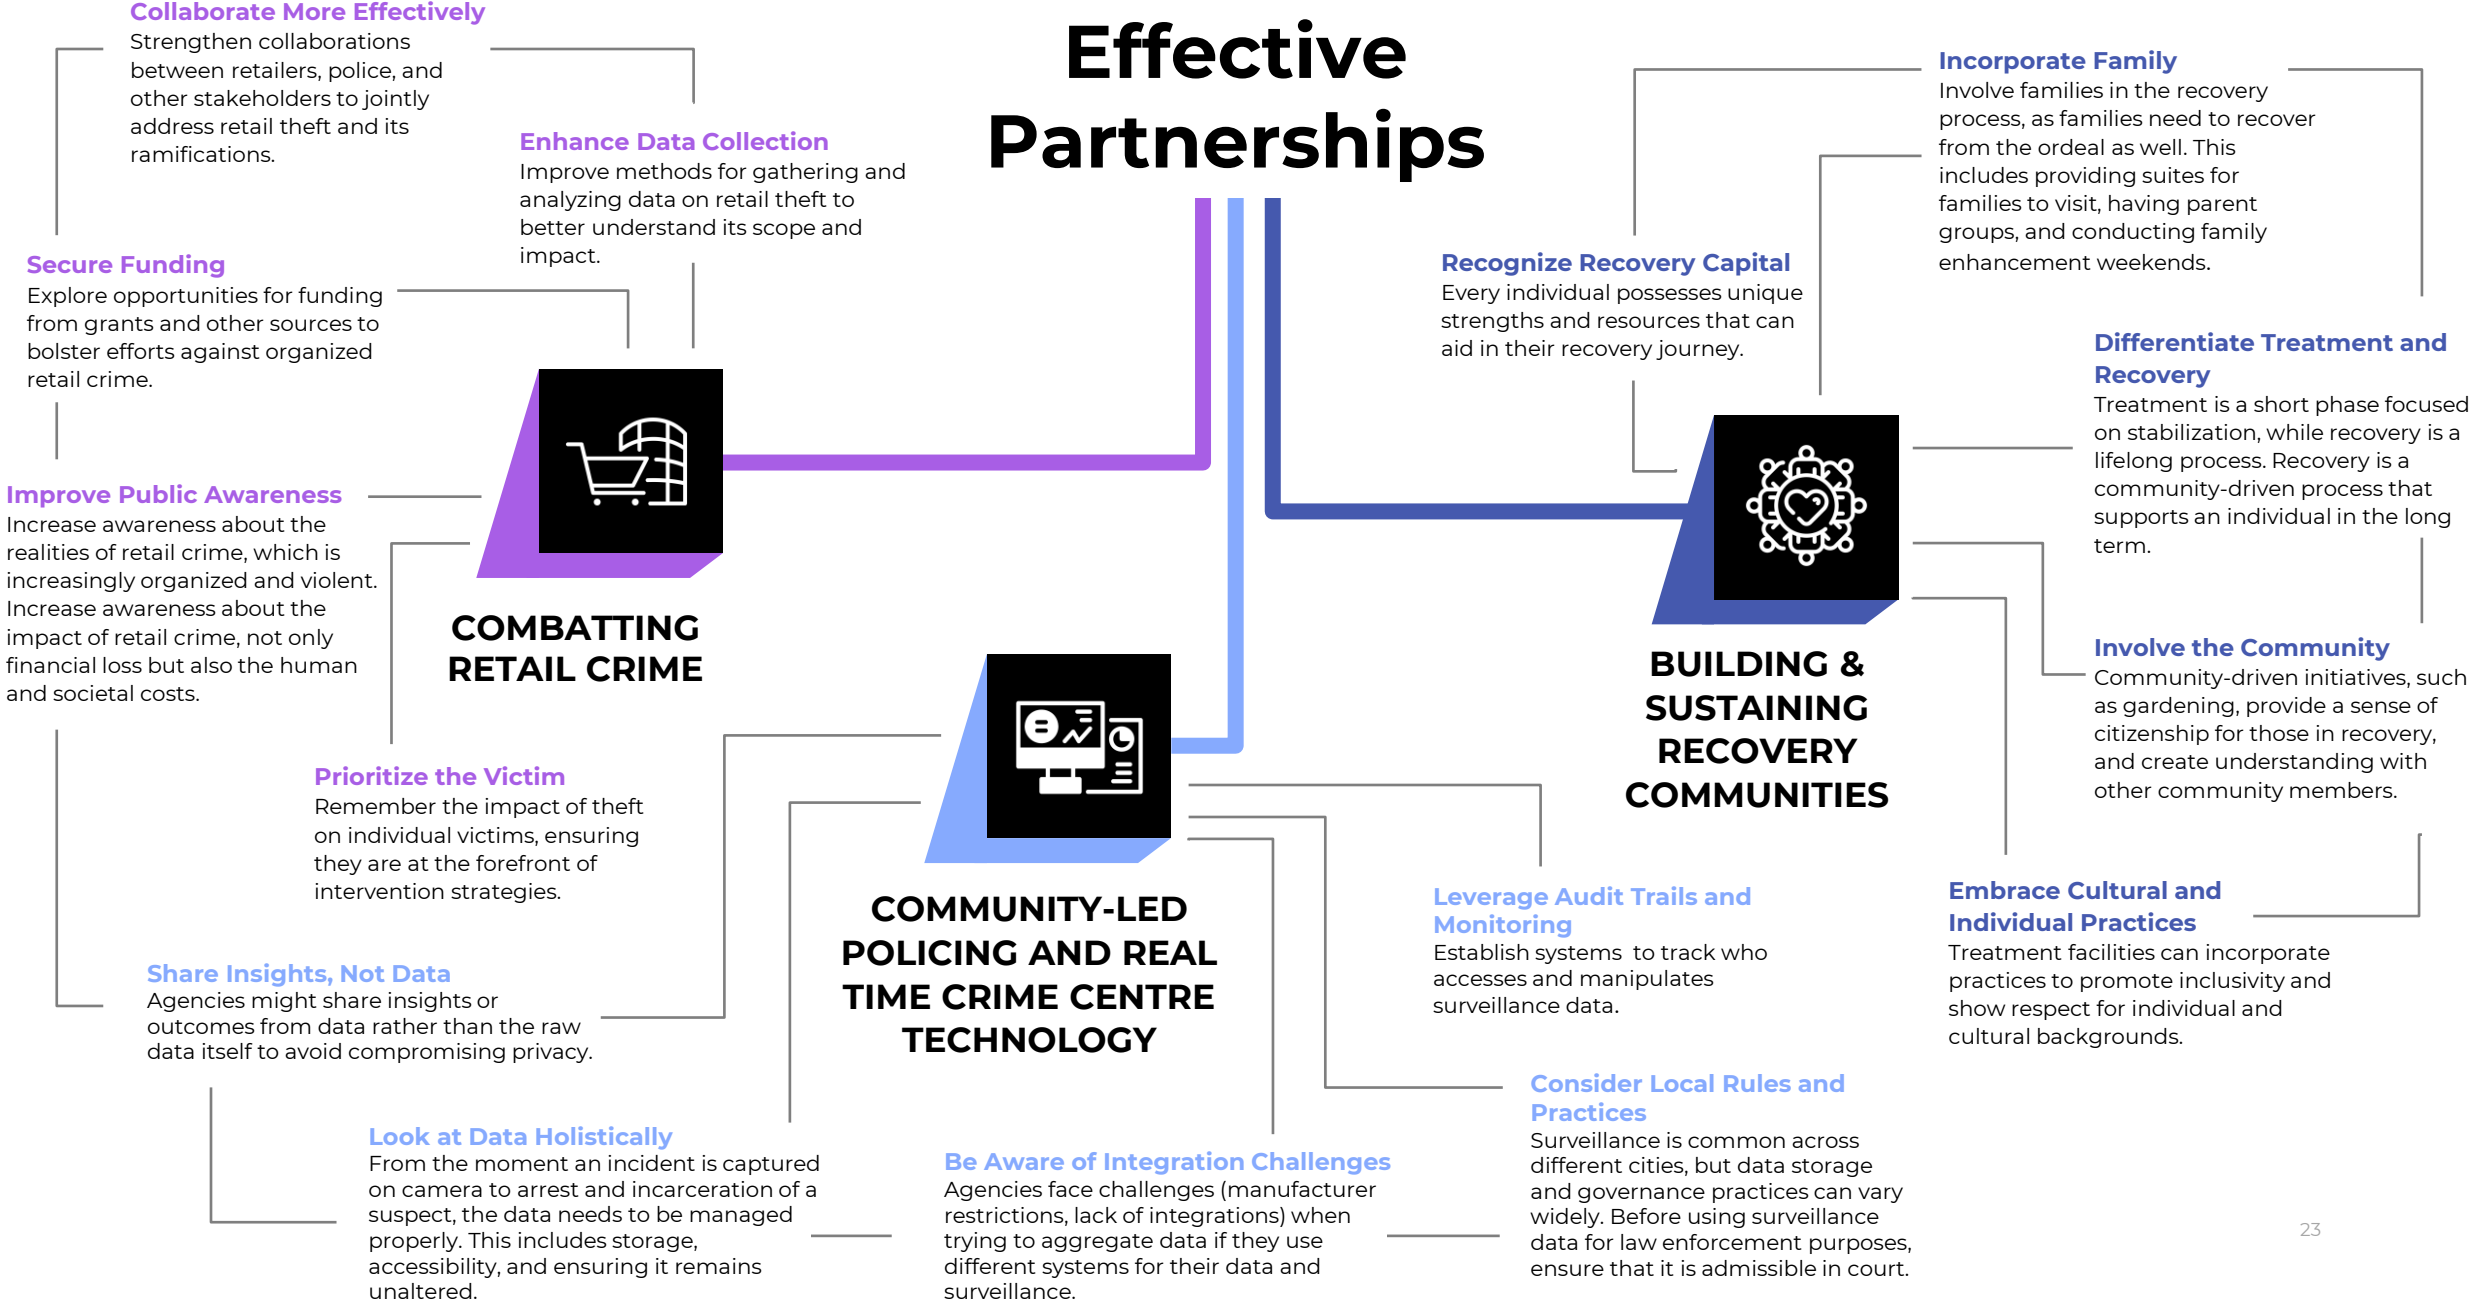 Effective
Partnerships
Collaborate More Effectively
Strengthen collaborations
between retailers, police, and
other stakeholders to jointly
address retail theft and its
ramifications.
Enhance Data Collection
Improve methods for gathering and
analyzing data on retail theft to
better understand its scope and
impact.
Secure Funding
Explore opportunities for funding
from grants and other sources to
bolster efforts against organized
retail crime.
Improve Public Awareness
Increase awareness about the
realities of retail crime, which is
increasingly organized and violent.
Increase awareness about the
impact of retail crime, not only
financial loss but also the human
and societal costs.
COMBATTING
RETAIL CRIME
Prioritize the Victim
Remember the impact of theft
on individual victims, ensuring
they are at the forefront of
intervention strategies.
Incorporate Family
Involve families in the recovery
process, as families need to recover
from the ordeal as well. This
includes providing suites for
families to visit, having parent
groups, and conducting family
enhancement weekends.
Recognize Recovery Capital
Every individual possesses unique
strengths and resources that can
aid in their recovery journey.
Differentiate Treatment and
Recovery
Treatment is a short phase focused
on stabilization, while recovery is a
lifelong process. Recovery is a
community-driven process that
supports an individual in the long
term.
BUILDING &
SUSTAINING
RECOVERY
COMMUNITIES
Involve the Community
Community-driven initiatives, such
as gardening, provide a sense of
citizenship for those in recovery,
and create understanding with
other community members.
Embrace Cultural and
Individual Practices
Treatment facilities can incorporate
practices to promote inclusivity and
show respect for individual and
cultural backgrounds.
COMMUNITY-LED
POLICING AND REAL
TIME CRIME CENTRE
TECHNOLOGY
Share Insights, Not Data
Agencies might share insights or
outcomes from data rather than the raw
data itself to avoid compromising privacy.
Look at Data Holistically
From the moment an incident is captured
on camera to arrest and incarceration of a
suspect, the data needs to be managed
properly. This includes storage,
accessibility, and ensuring it remains
unaltered.
Be Aware of Integration Challenges
Agencies face challenges (manufacturer
restrictions, lack of integrations) when
trying to aggregate data if they use
different systems for their data and
surveillance.
Leverage Audit Trails and
Monitoring
Establish systems  to track who
accesses and manipulates
surveillance data.
Consider Local Rules and
Practices
Surveillance is common across
different cities, but data storage
and governance practices can vary
widely. Before using surveillance
data for law enforcement purposes,
ensure that it is admissible in court.
23